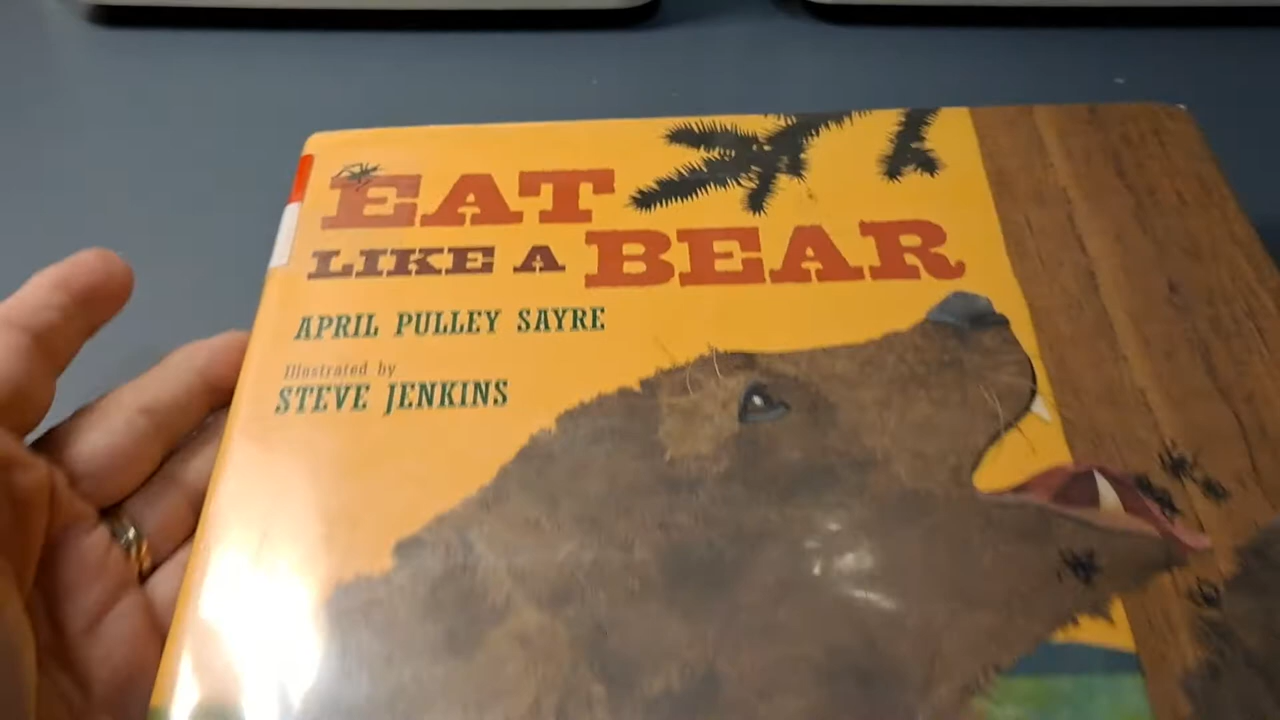 EAT
LIKE A BEAR
APRIL PULLEY SAYRE
Illustrated by
STEVE JENKINS